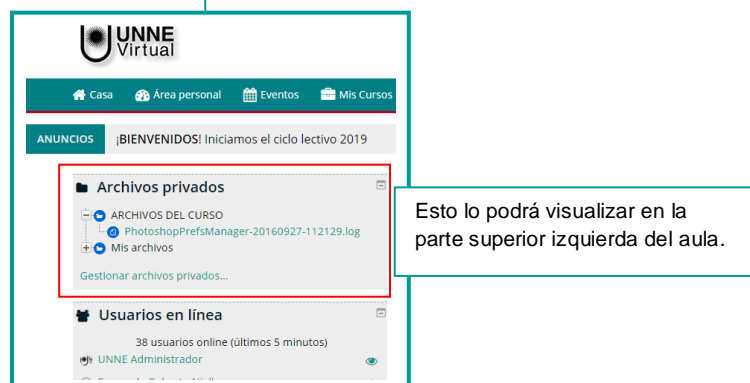 UNNE
Virtual
Casa Área personal Eventos Mis Cursos
ANUNCIOS ¡BIENVENIDOS! Iniciamos el ciclo lectivo 2019
Archivos privados
ARCHIVOS DEL CURSO
PhotoshopPrefsManager-20160927-112129.log
Mis archivos
Gestionar archivos privados...
Esto lo podrá visualizar en la
parte superior izquierda del aula.
Usuarios en línea
38 usuarios online (últimos 5 minutos)
UNNE Administrador